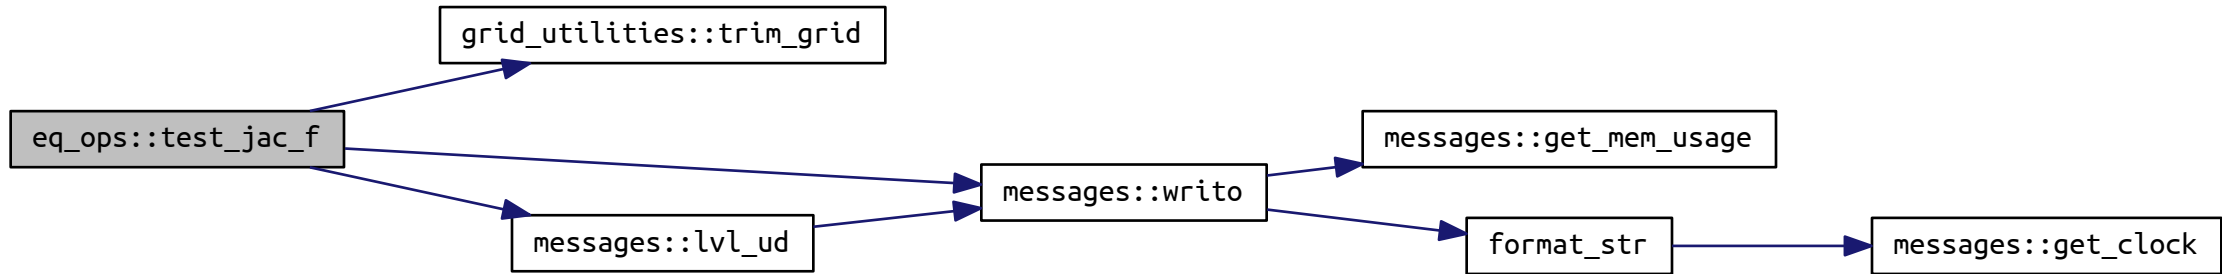 grid_utilities::trim_grid
eq_ops::test_jac_f
messages::get_mem_usage
messages::writo
messages::lvl_ud
format_str
messages::get_clock